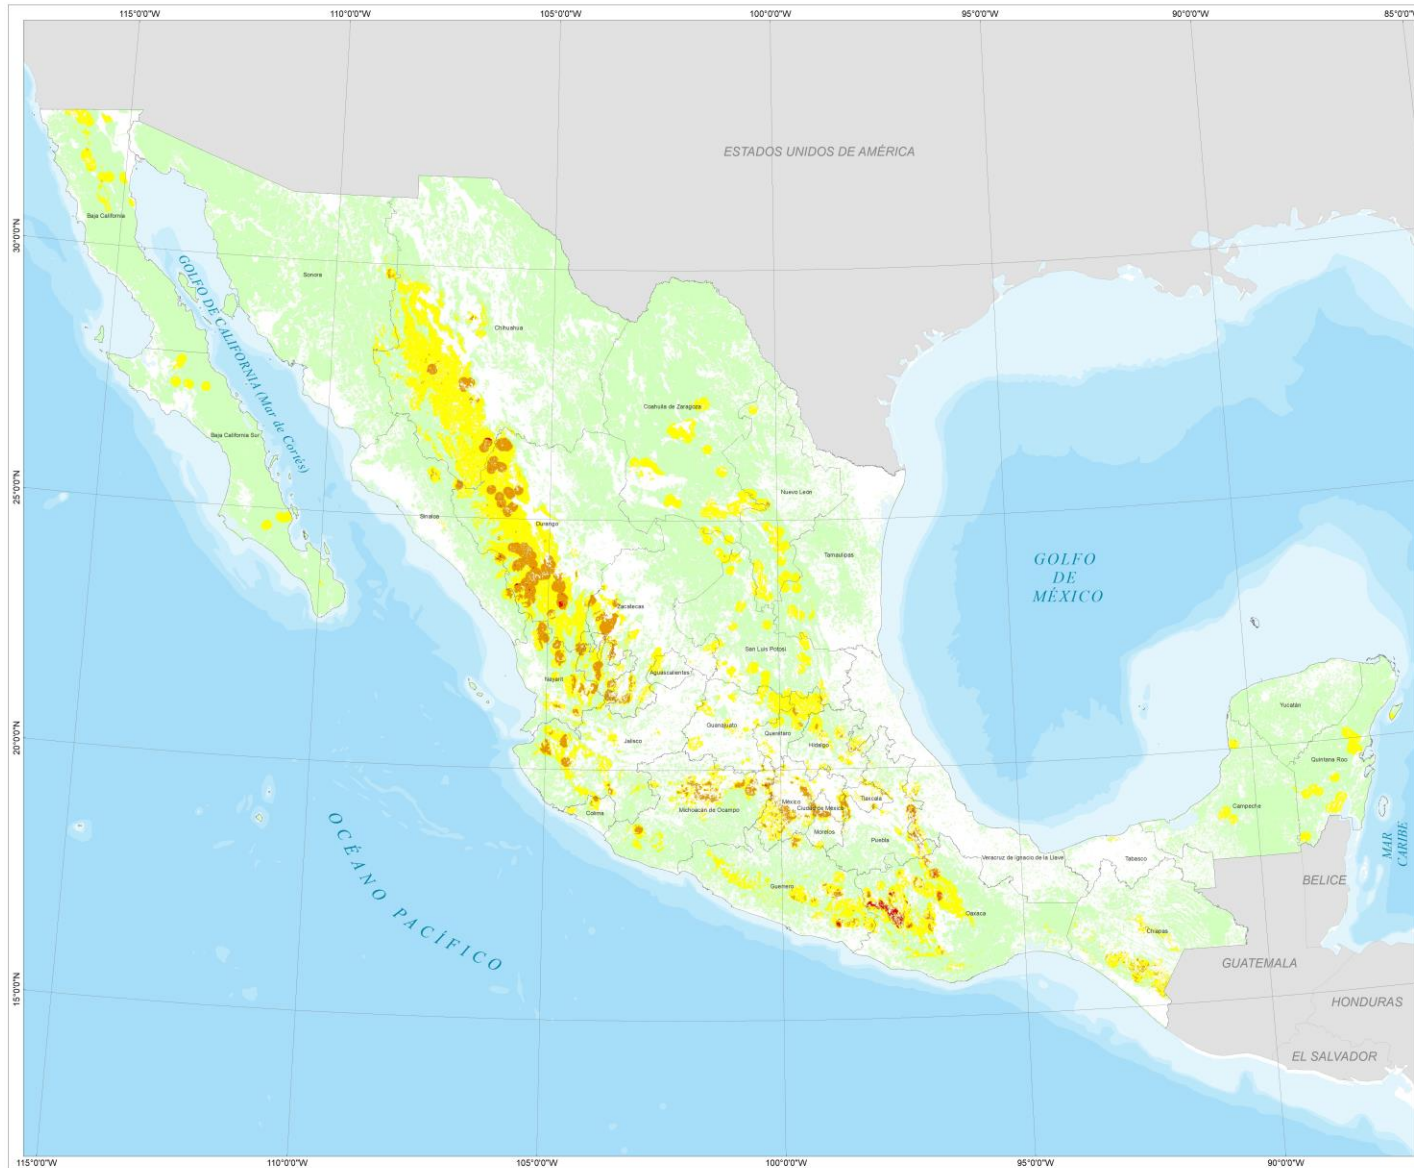 115°0'0"W 110°0'0"W 105°0'0"W 100°0'0"W 95°0'0"W 90°0'0"W 85°0'0"W
ESTADOS UNIDOS DE AMÉRICA
30°0'0"N
Baja California
Sonora
Chihuahua
GOLFO DE CALIFORNIA (Mar de Cortés)
Coahuila de Zaragoza
Baja California Sur
25°0'0"N
Nuevo León
Sinaloa
Durango
Tamaulipas
GOLFO
DE
MÉXICO
Zacatecas
San Luis Potosí
Aguascalientes
Nayarit
Yucatán
20°0'0"N
Guanajuato
Querétaro
Jalisco
Hidalgo
Quintana Roo
México
Tlaxcala
Ciudad de México
Michoacán de Ocampo
Colima
Campeche
Morelos
Puebla
MAR
CARIBE
Veracruz de Ignacio de la Llave
Tabasco
BELICE
Guerrero
Oaxaca
OCÉANO PACÍFICO
Chiapas
GUATEMALA
15°0'0"N
HONDURAS
EL SALVADOR
115°0'0"W 110°0'0"W 105°0'0"W 100°0'0"W 95°0'0"W 90°0'0"W